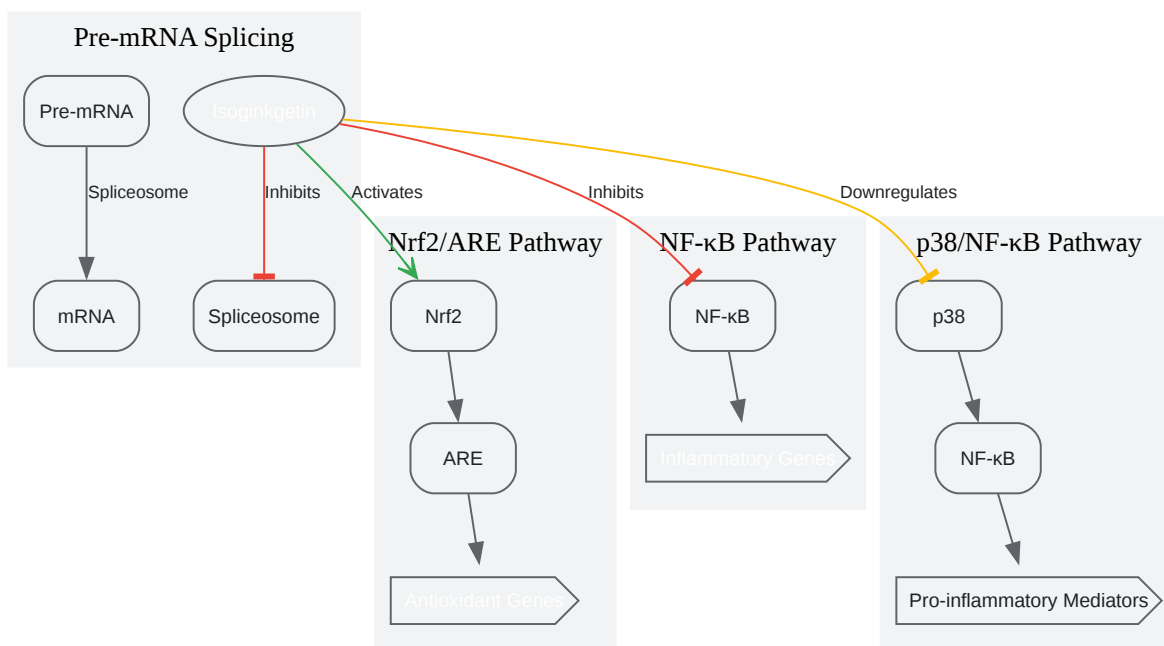 Pre-mRNA Splicing
Pre-mRNA
Isoginkgetin
Spliceosome
Inhibits
Activates
Inhibits
Downregulates
mRNA
Spliceosome
Nrf2/ARE Pathway
NF-κB Pathway
p38/NF-κB Pathway
Nrf2
NF-κB
p38
ARE
Inflammatory Genes
NF-κB
Antioxidant Genes
Pro-inflammatory Mediators